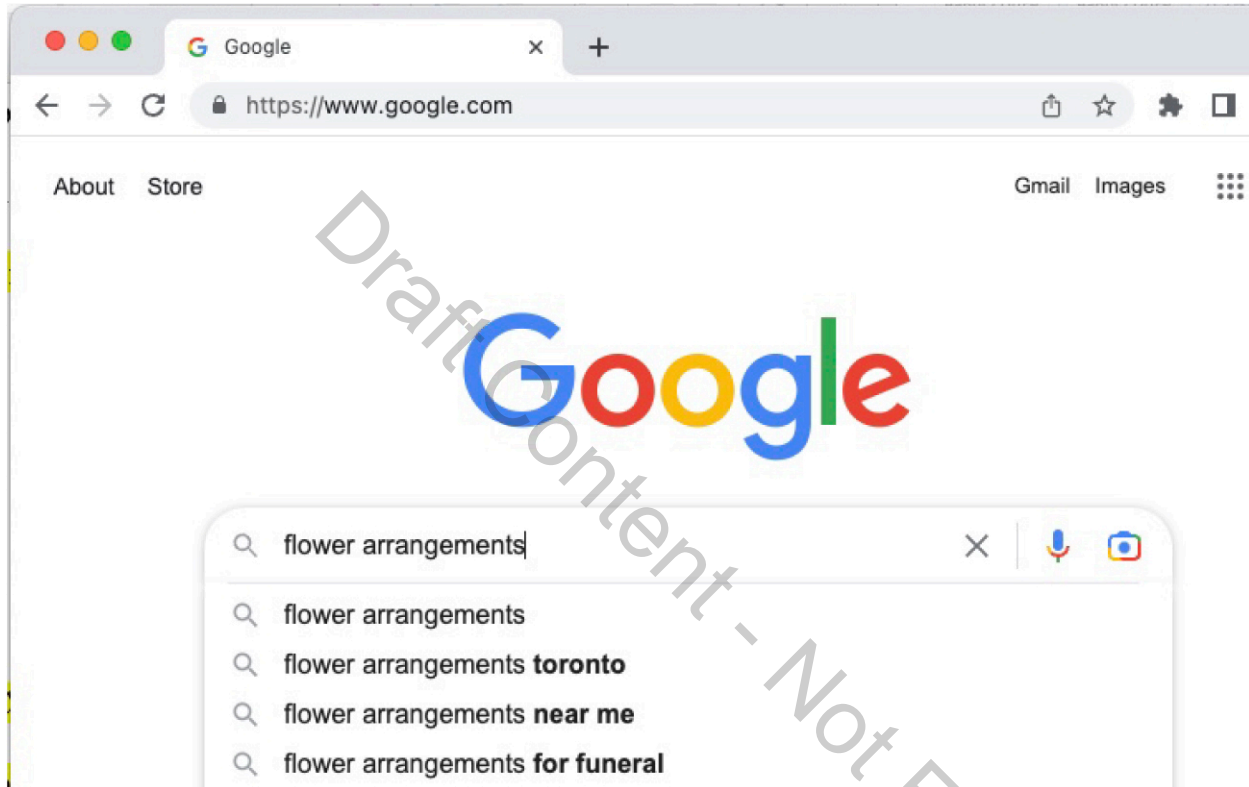 Google
https://www.google.com
About Store Gmail Images
Google
flower arrangements
flower arrangements
flower arrangements toronto
flower arrangements near me
flower arrangements for funeral
Draft Content - Not